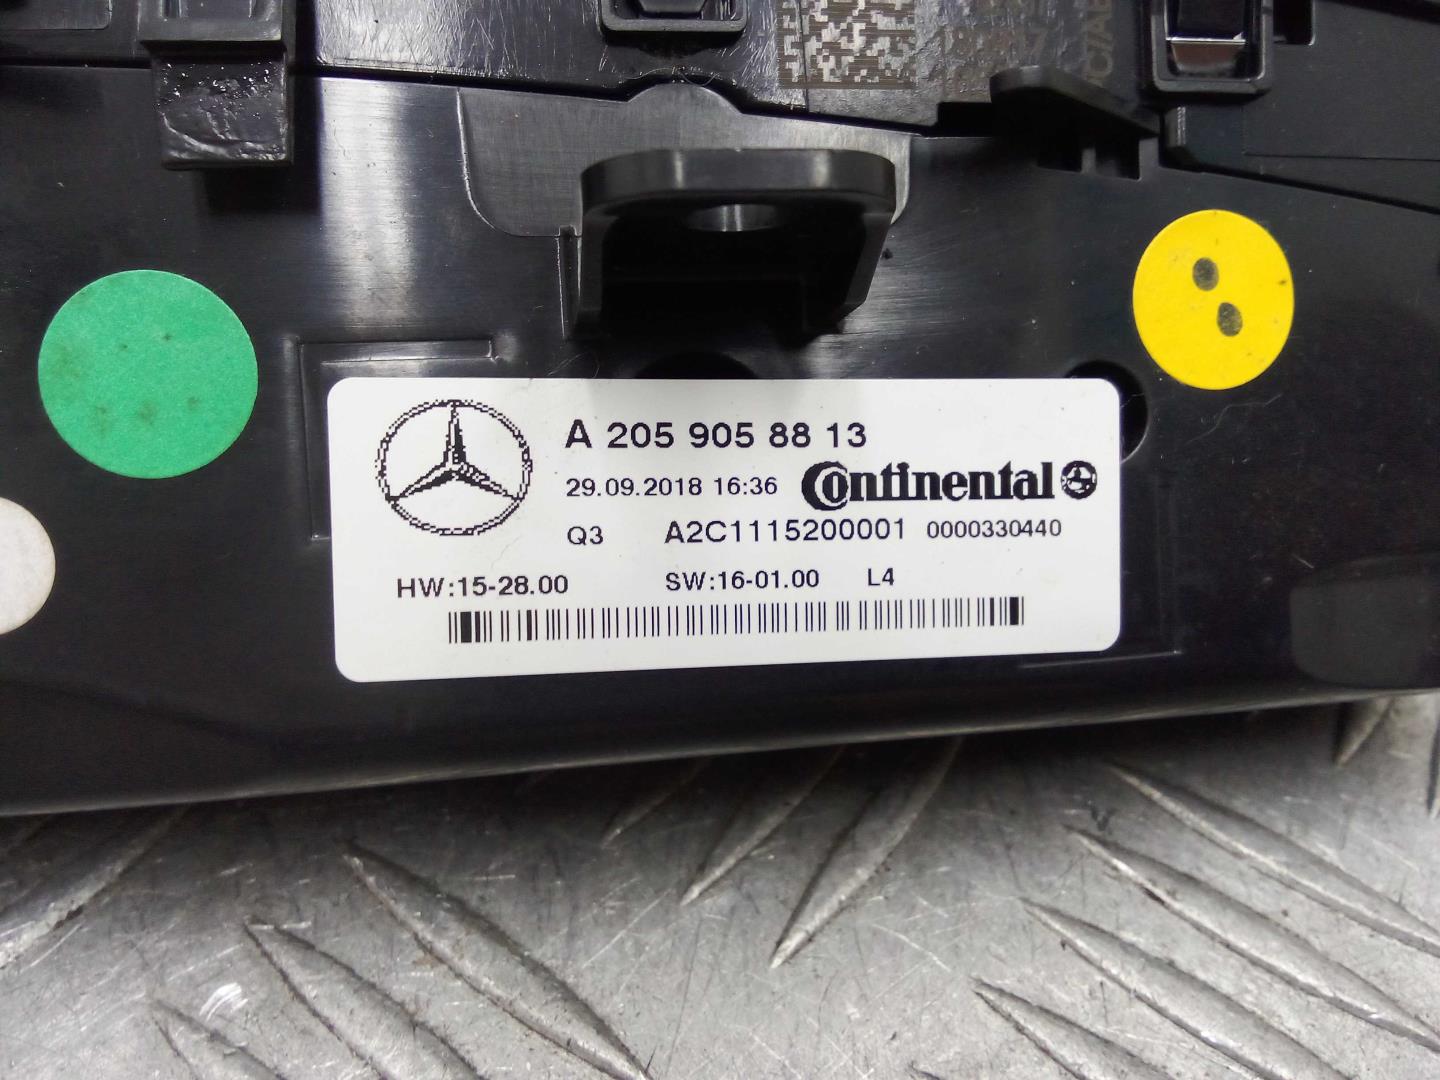 A 205 905 88 13
29.09.2018 16:36 Continental
Q3 A2C1115200001 0000330440
HW:15-28.00 SW:16-01.00 L4